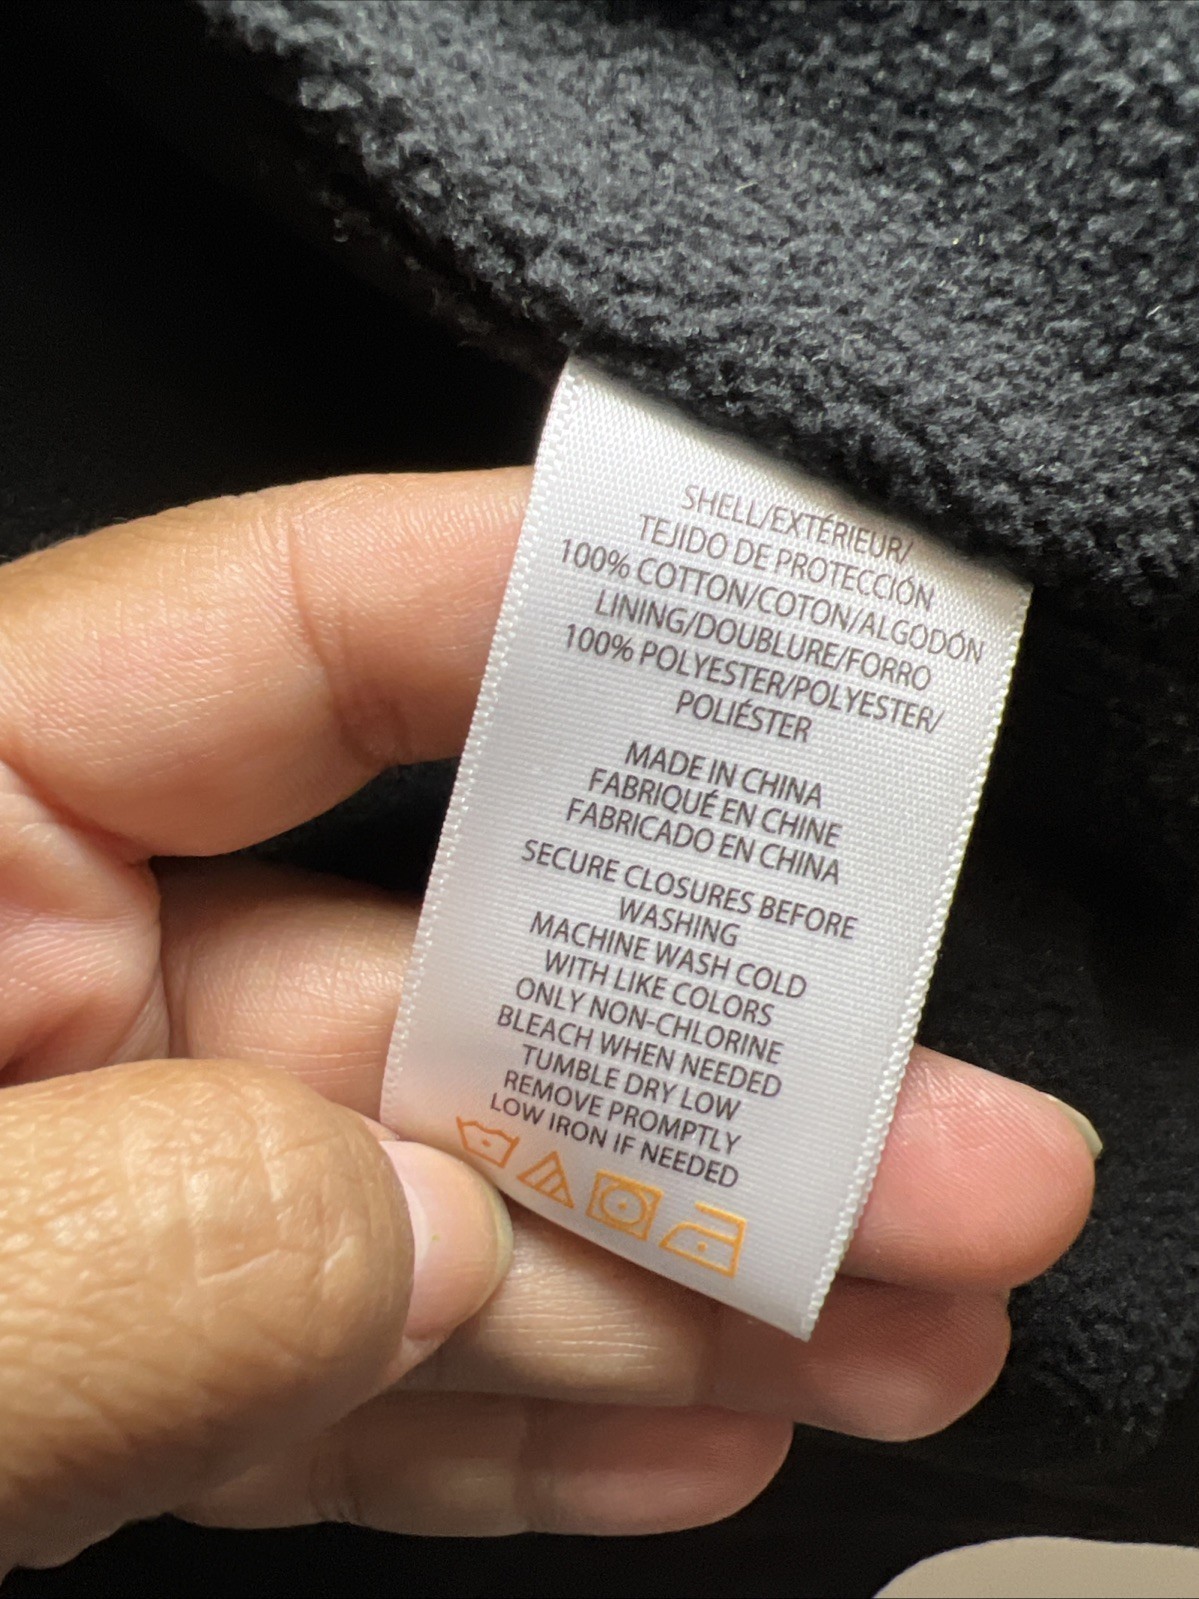 SHELL/EXTÉRIEUR/
TEJIDO DE PROTECCIÓN
100% COTTON/COTON/ALGODÓN
LINING/DOUBLURE/FORRO
100% POLYESTER/POLYESTER/
POLIÉSTER
MADE IN CHINA
FABRIQUÉ EN CHINE
FABRICADO EN CHINA
SECURE CLOSURES BEFORE
WASHING
MACHINE WASH COLD
WITH LIKE COLORS
ONLY NON-CHLORINE
BLEACH WHEN NEEDED
TUMBLE DRY LOW
REMOVE PROMPTLY
LOW IRON IF NEEDED